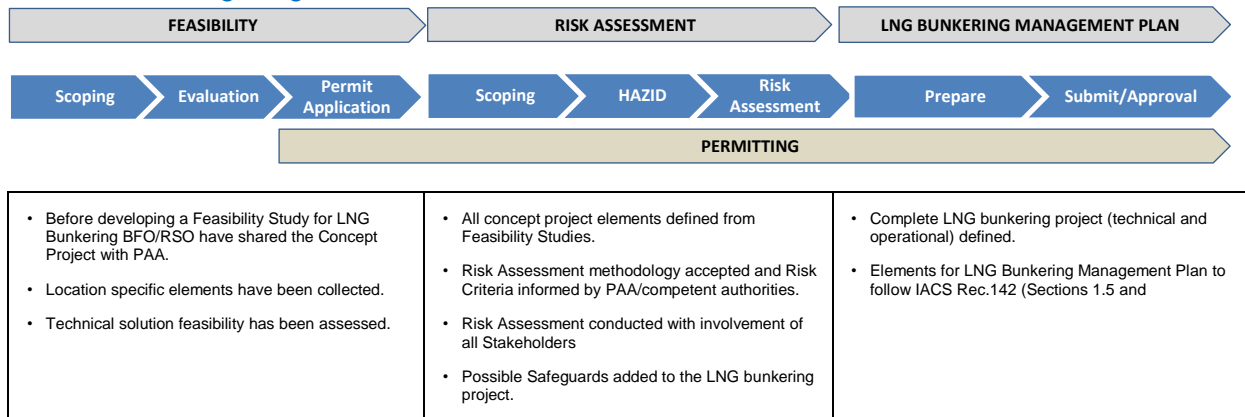 FEASIBILITY
RISK ASSESSMENT
LNG BUNKERING MANAGEMENT PLAN
Scoping
Evaluation
Permit
Application
Scoping
HAZID
Risk
Assessment
Prepare
Submit/Approval
PERMITTING
• Before developing a Feasibility Study for LNG
Bunkering BFO/RSO have shared the Concept
Project with PAA.
• Location specific elements have been collected.
• Technical solution feasibility has been assessed.
• All concept project elements defined from
Feasibility Studies.
• Risk Assessment methodology accepted and Risk
Criteria informed by PAA/competent authorities.
• Risk Assessment conducted with involvement of
all Stakeholders
• Possible Safeguards added to the LNG bunkering
project.
• Complete LNG bunkering project (technical and
operational) defined.
• Elements for LNG Bunkering Management Plan to
follow IACS Rec.142 (Sections 1.5 and